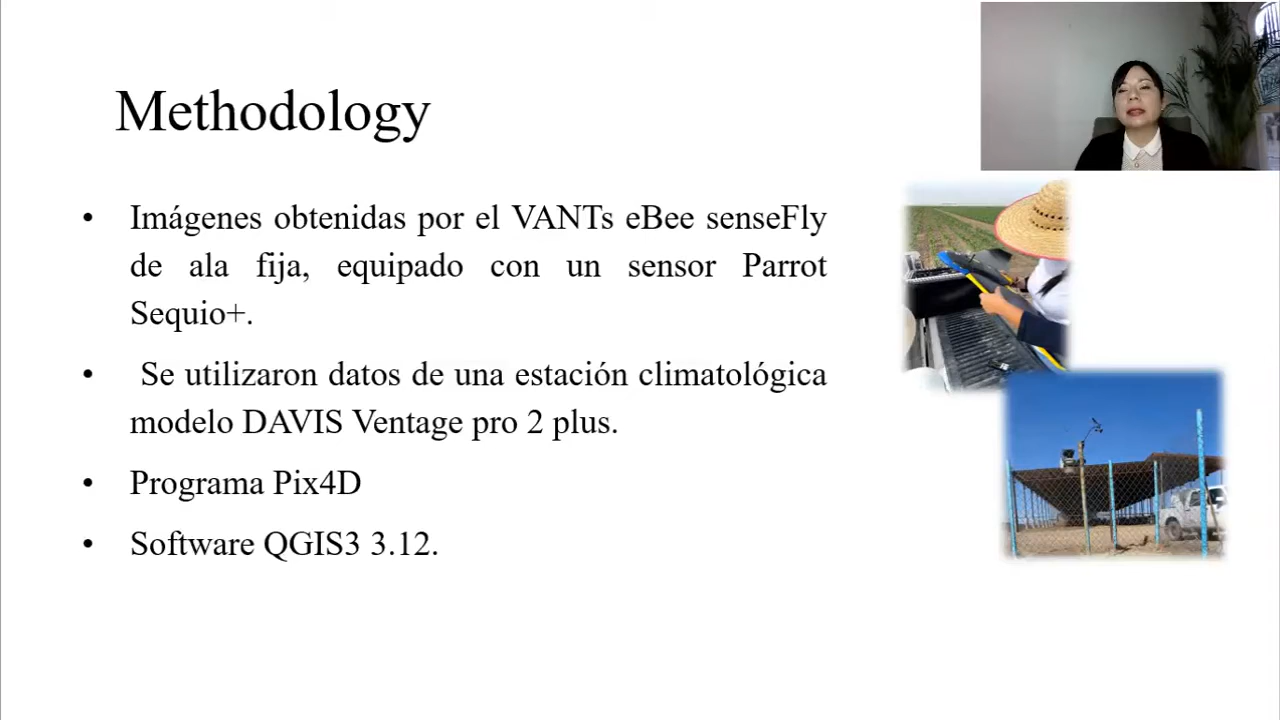 Methodology
• Imágenes obtenidas por el VANTs eBee senseFly
de ala fija, equipado con un sensor Parrot
Sequio+.
• Se utilizaron datos de una estación climatológica
modelo DAVIS Ventage pro 2 plus.
• Programa Pix4D
• Software QGIS3 3.12.